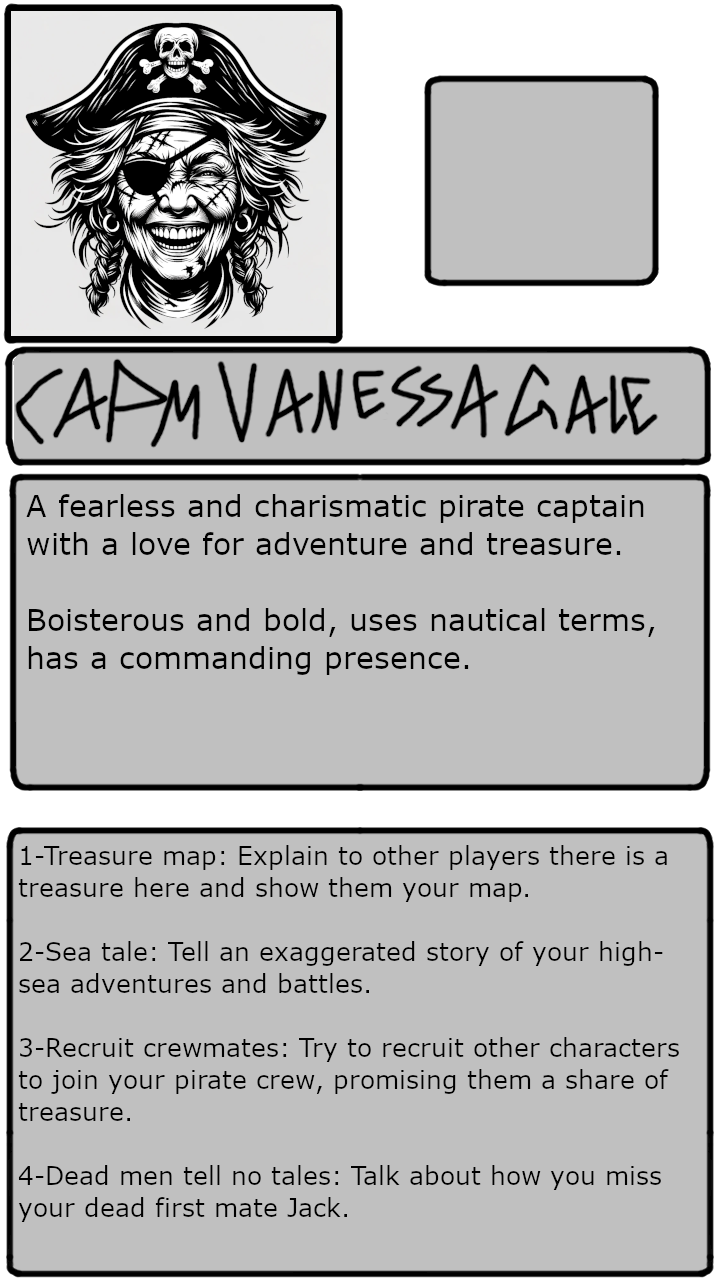 CAPM VANESSA GALE
A fearless and charismatic pirate captain
with a love for adventure and treasure.
Boisterous and bold, uses nautical terms,
has a commanding presence.
1-Treasure map: Explain to other players there is a
treasure here and show them your map.
2-Sea tale: Tell an exaggerated story of your high-
sea adventures and battles.
3-Recruit crewmates: Try to recruit other characters
to join your pirate crew, promising them a share of
treasure.
4-Dead men tell no tales: Talk about how you miss
your dead first mate Jack.